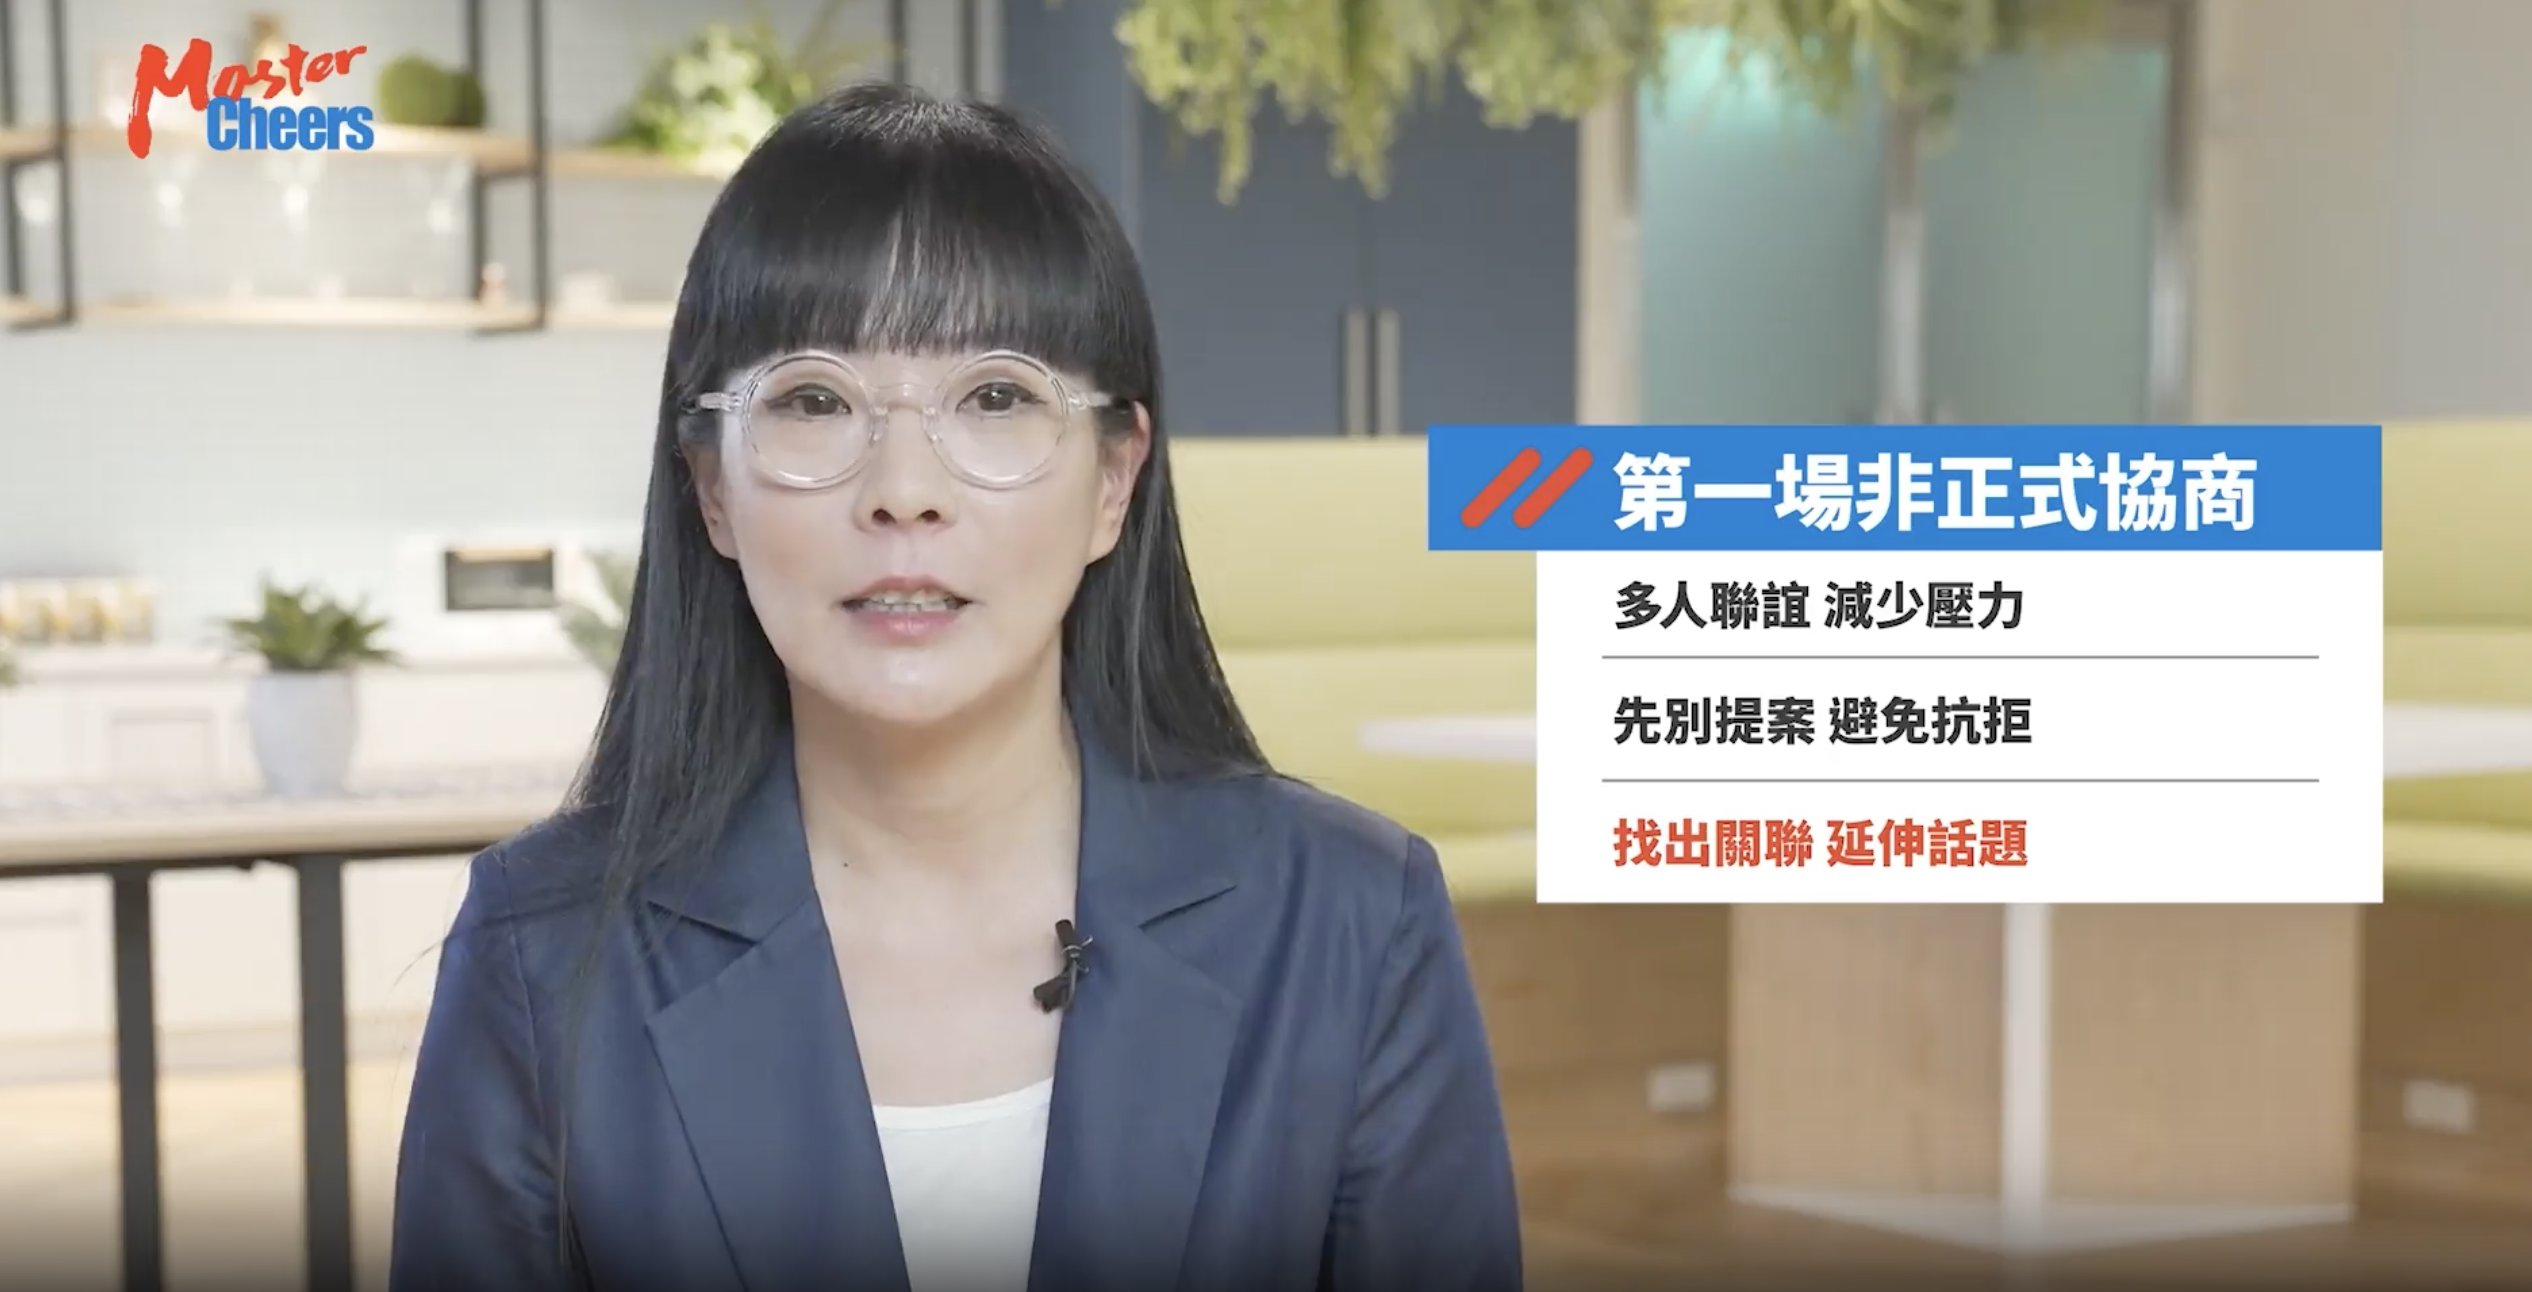 Master
Cheers
第一場非正式協商
多人聯誼 減少壓力
先別提案 避免抗拒
找出關聯 延伸話題